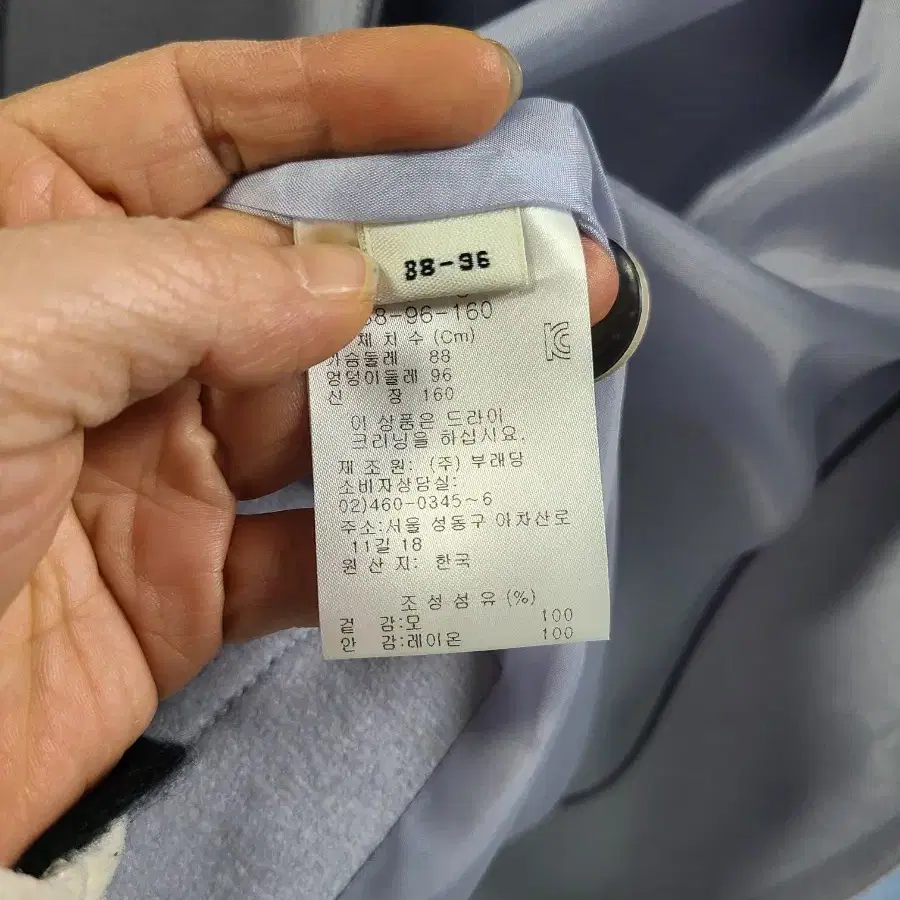 88-96
88-96-160
체치수 (Cm)
가슴둘레 88
엉덩이둘레 96
신 장 160
이 상품은 드라이
크리닝을 하십시요.
제 조 원: (주) 부래당
소비자상담실:
02)460-0345~6
주소:서울 성동구 아차산로
11길 18
원 산 지: 한국
조성섬유(%)
겉 감:모 100
안 감:레이온 100